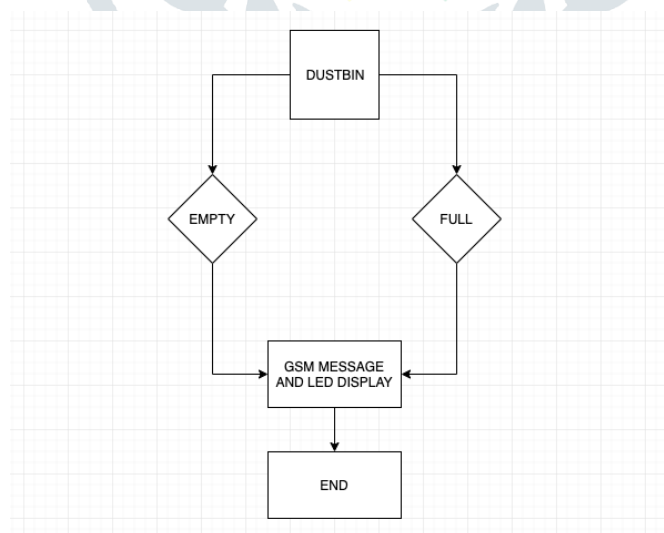 DUSTBIN
EMPTY
FULL
GSM MESSAGE
AND LED DISPLAY
END